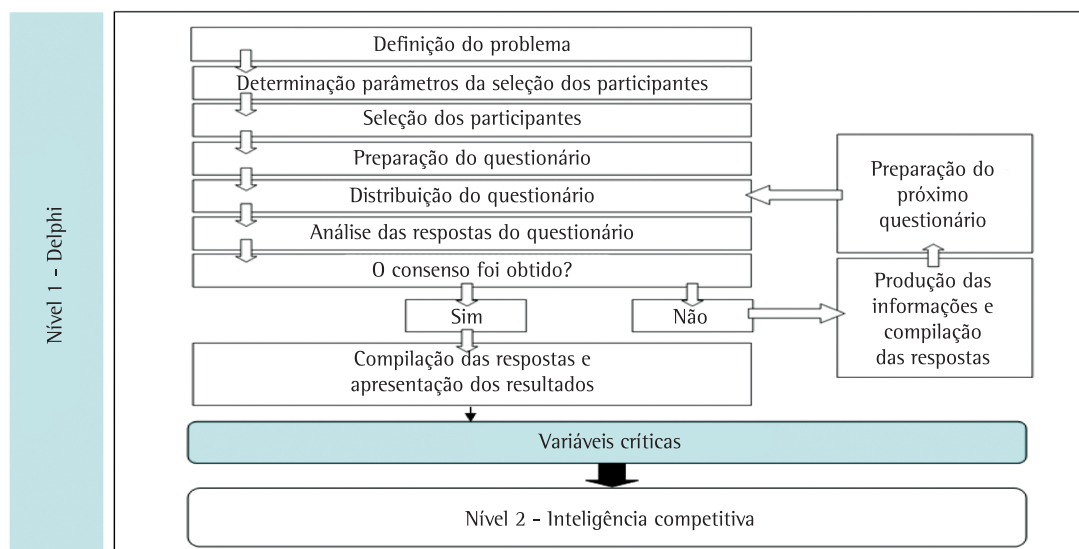 Nível 1 - Delphi
Definição do problema
Determinação parâmetros da seleção dos participantes
Seleção dos participantes
Preparação do questionário
Distribuição do questionário
Análise das respostas do questionário
O consenso foi obtido?
Sim
Não
Preparação do
próximo
questionário
Produção das
informações e
compilação
das respostas
Compilação das respostas e
apresentação dos resultados
Variáveis críticas
Nível 2 - Inteligência competitiva